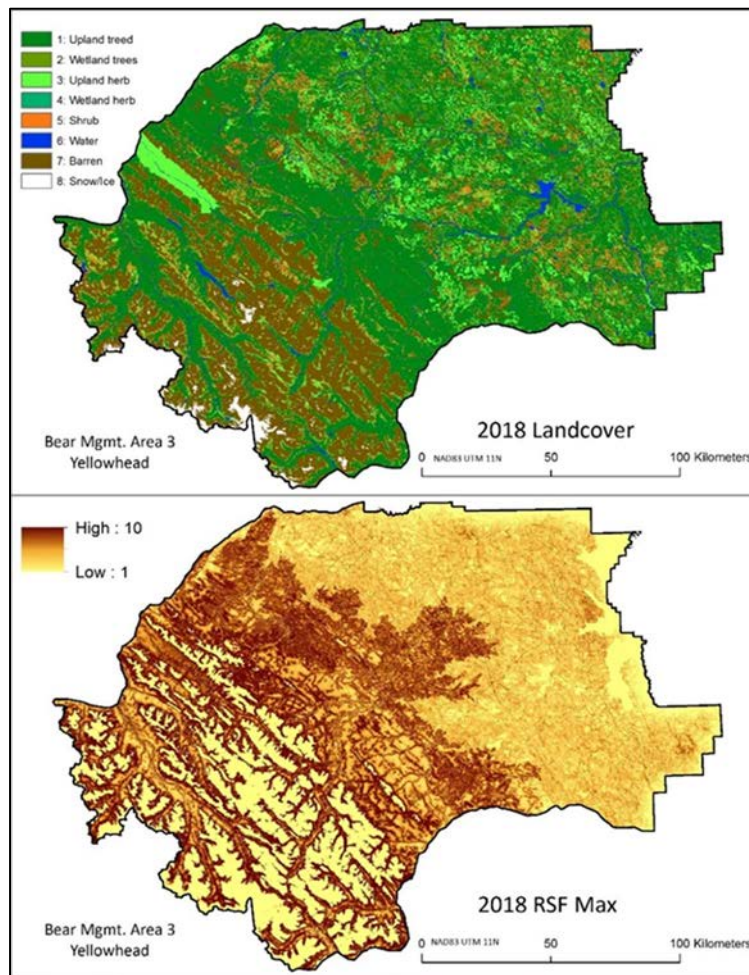 1: Upland treed
2: Wetland trees
3: Upland herb
4: Wetland herb
5: Shrub
6: Water
7: Barren
8: Snow/Ice
Bear Mgmt. Area 3
Yellowhead
2018 Landcover
0 NAD83 UTM 11N 50 100 Kilometers
High : 10
Low : 1
Bear Mgmt. Area 3
Yellowhead
2018 RSF Max
0 NAD83 UTM 11N 50 100 Kilometers